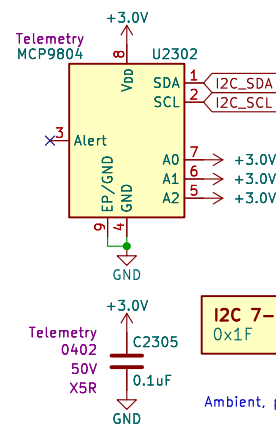 +3.0V
Telemetry
MCP9804
U2302
8
VDD
SDA 1 I2C_SDA
SCL 2 I2C_SCL
3 Alert
A0 7 +3.0V
A1 6 +3.0V
A2 5 +3.0V
EP/GND
GND
9 4
GND
+3.0V
Telemetry
0402
50V
X5R
C2305
0.1uF
GND
I2C 7-
0x1F
Ambient,